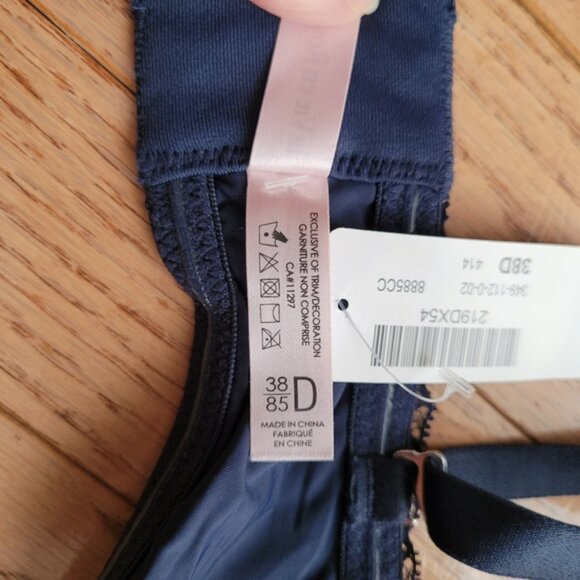 EXCLUSIVE OF TRIM/DECORATION
GARNITURE NON COMPRISE
CA#11297
38
85
D
MADE IN CHINA
FABRIQUÉ
EN CHINE
219DX54
349-112-0-02
8885CC
38D
414